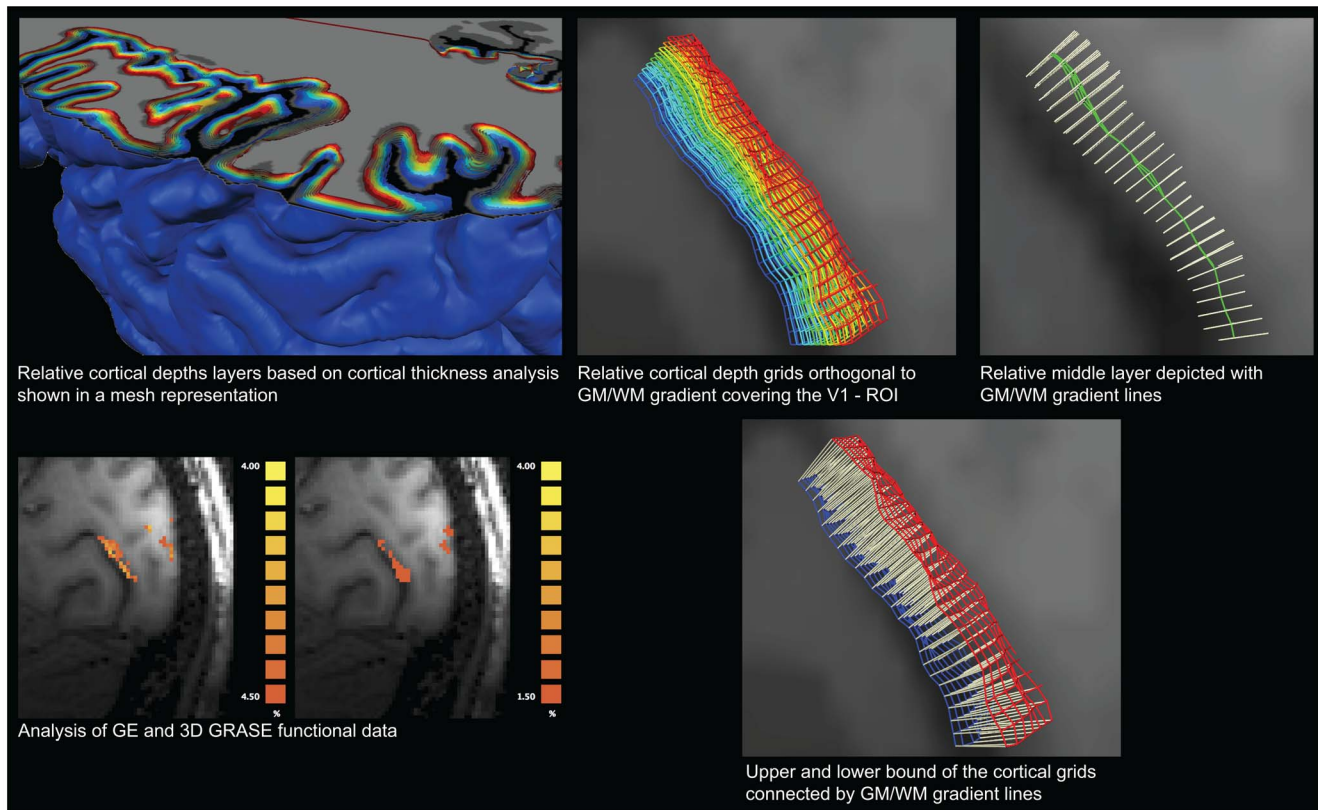 Relative cortical depths layers based on cortical thickness analysis
shown in a mesh representation
Relative cortical depth grids orthogonal to
GM/WM gradient covering the V1 - ROI
Relative middle layer depicted with
GM/WM gradient lines
4.00
4.50
%
4.00
1.50
%
Analysis of GE and 3D GRASE functional data
Upper and lower bound of the cortical grids
connected by GM/WM gradient lines